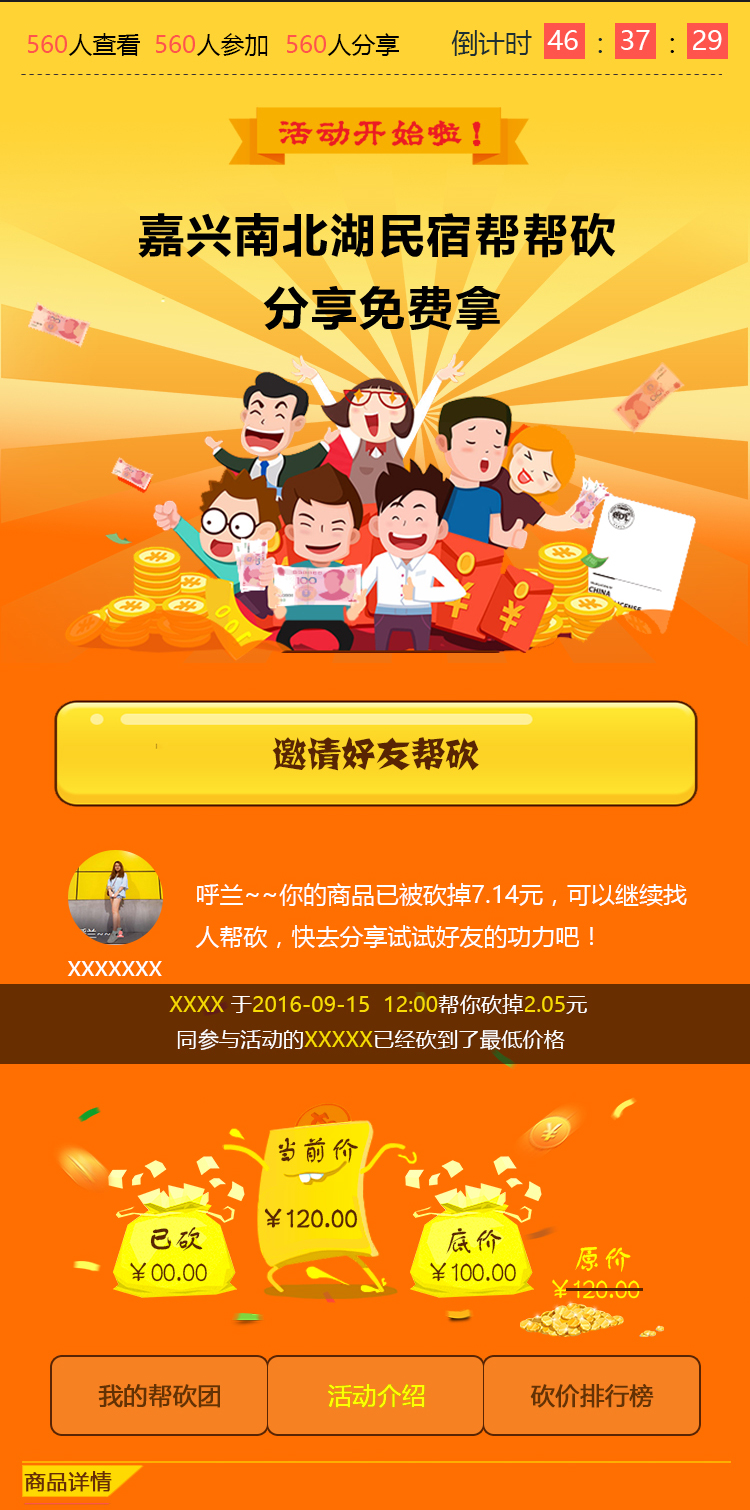 560人查看 560人参加 560人分享 倒计时 46 : 37 : 29
活动开始啦！
嘉兴南北湖民宿帮帮砍
分享免费拿
CHINA
100
001
邀请好友帮砍
呼兰~~你的商品已被砍掉7.14元，可以继续找
人帮砍，快去分享试试好友的功力吧！
XXXXXXX
XXXX 于2016-09-15 12:00帮你砍掉2.05元
同参与活动的XXXXX已经砍到了最低价格
当前价
￥120.00
已砍
￥00.00
底价
￥100.00
原价
￥120.00
我的帮砍团 活动介绍 砍价排行榜
商品详情